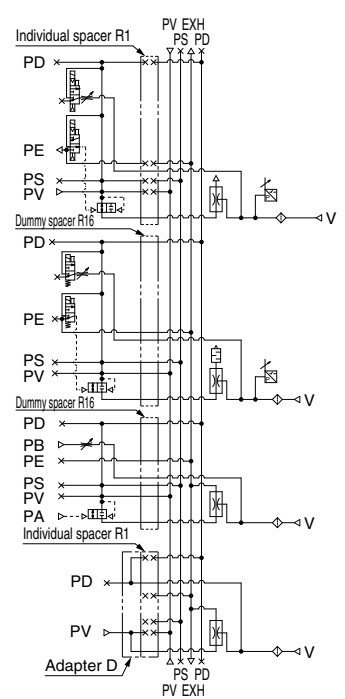 PV EXH
PS PD
Individual spacer R1
PD
PE
PS
PV
V
Dummy spacer R16
PD
PE
PS
PV
V
Dummy spacer R16
PD
PB
PE
PS
PV
PA
V
Individual spacer R1
PD
PV
V
Adapter D
PS PD
PV EXH